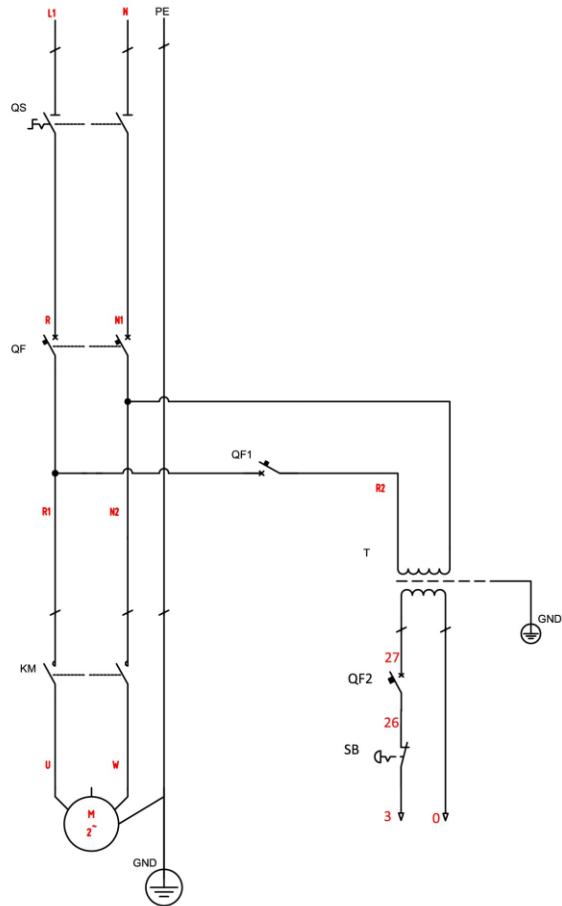 L1 N PE
QS
R N1
QF
QF1
R2
R1 N2
T
GND
27
KM
QF2
26
SB
U W
M
2~
3 0
GND